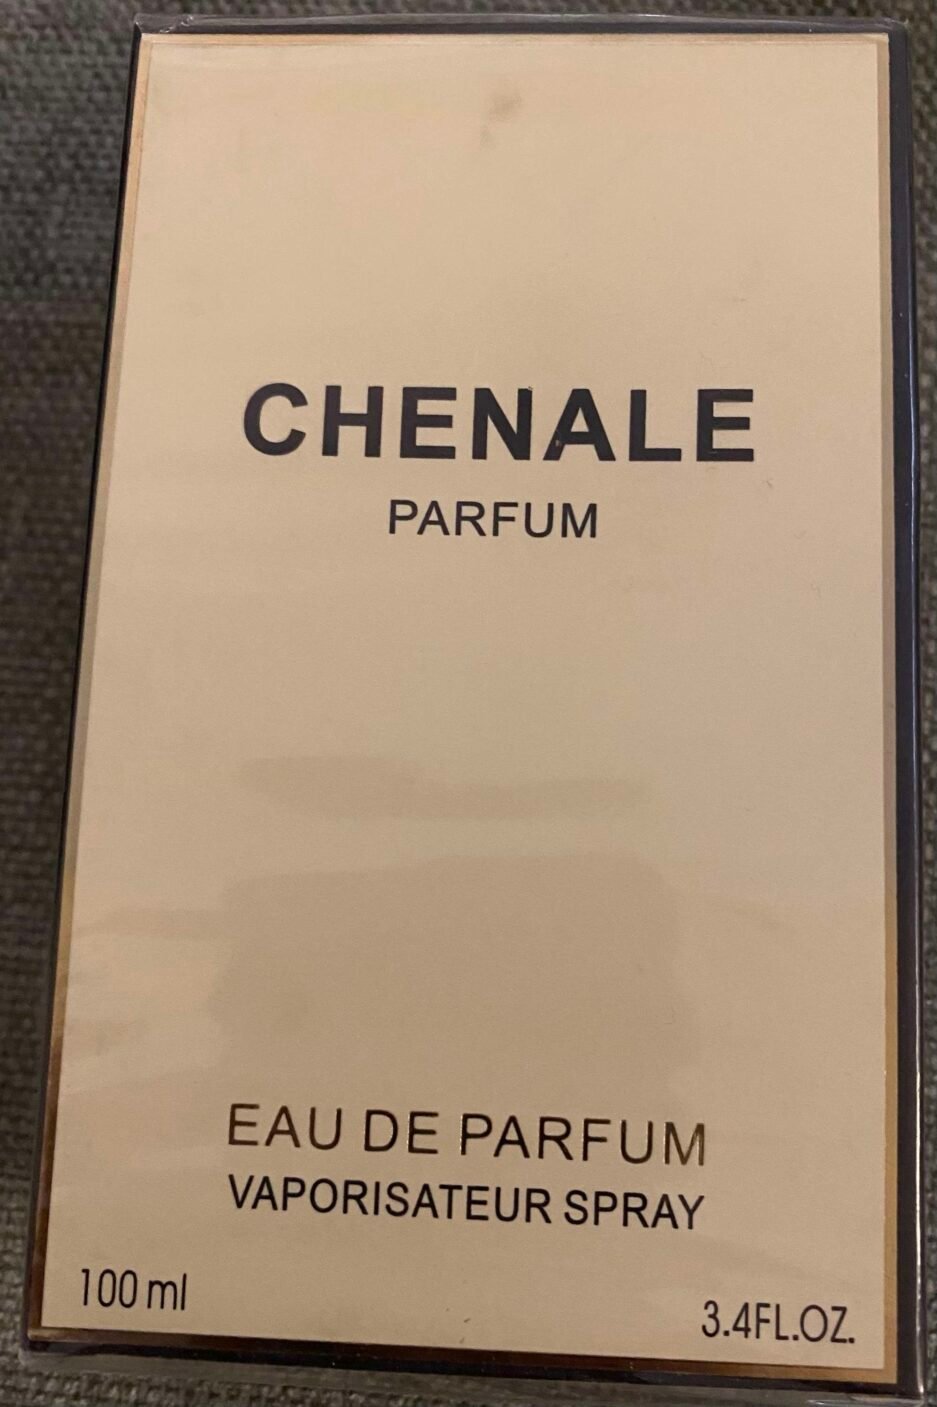 CHENALE
PARFUM
EAU DE PARFUM
VAPORISATEUR SPRAY
100 ml
3.4FL.OZ.